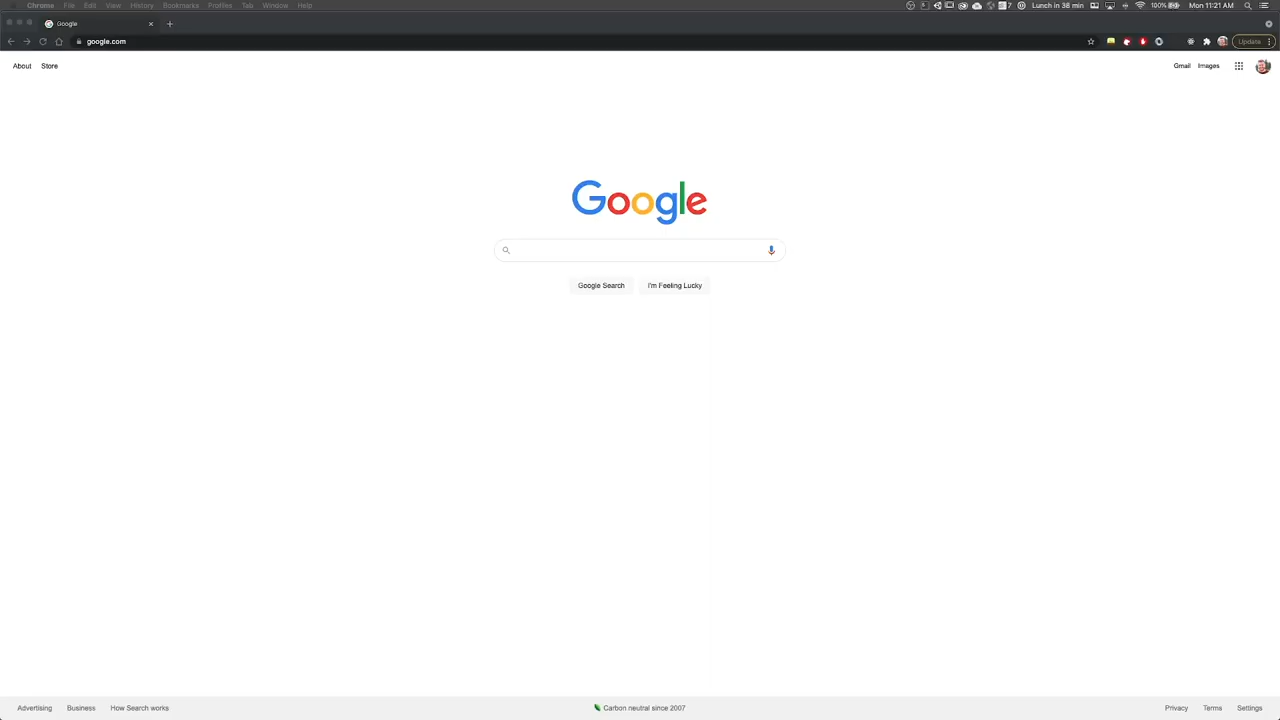 Chrome File Edit View History Bookmarks Profiles Tab Window Help 7 Lunch in 38 min 100% Mon 11:21 AM
Google
google.com Update
About Store Gmail Images
Google
Google Search I'm Feeling Lucky
Advertising Business How Search works Carbon neutral since 2007 Privacy Terms Settings